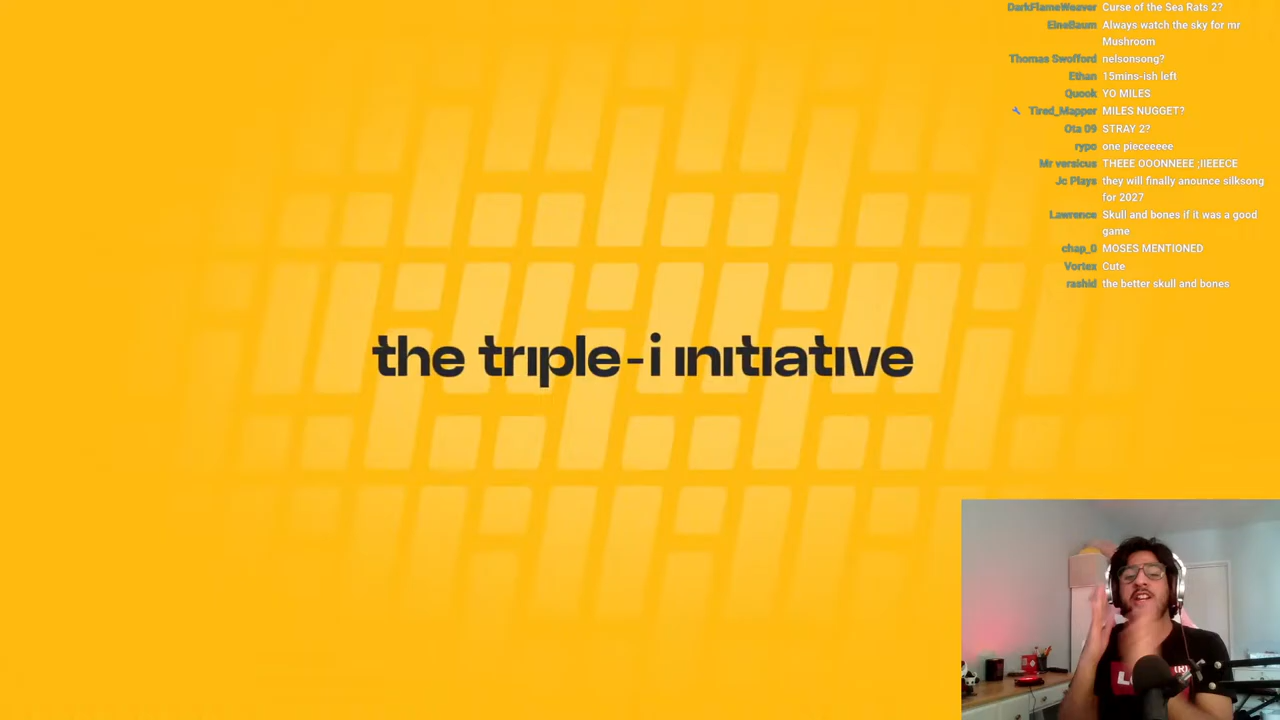 DarkFlameWeaver Curse of the Sea Rats 2?
EineBaum Always watch the sky for mr
Mushroom
Thomas Swofford nelsonsong?
Ethan 15mins-ish left
Quook YO MILES
Tired_Mapper MILES NUGGET?
Ota 09 STRAY 2?
rypo one pieceeeee
Mr versicus THEEE OOONNEEE ;IIEEECE
Jc Plays they will finally anounce silksong
for 2027
Lawrence Skull and bones if it was a good
game
chap_0 MOSES MENTIONED
Vortex Cute
rashid the better skull and bones
the triple-i initiative